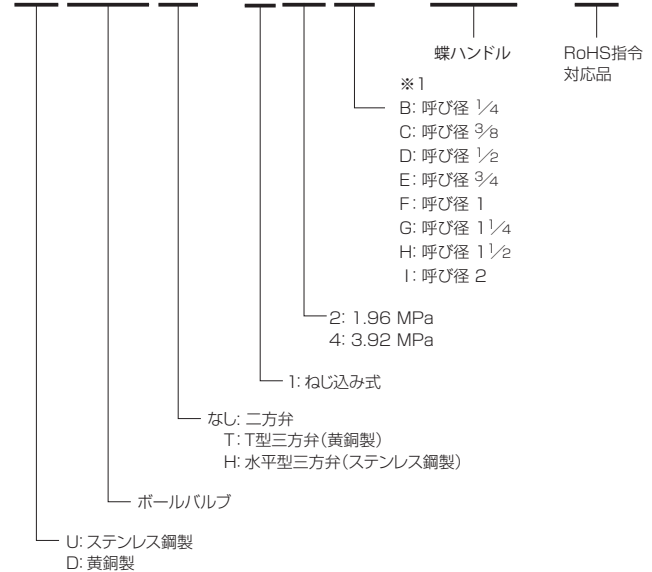 蝶ハンドル
RoHS指令
対応品
※1
B: 呼び径 1/4
C: 呼び径 3/8
D: 呼び径 1/2
E: 呼び径 3/4
F: 呼び径 1
G: 呼び径 1 1/4
H: 呼び径 1 1/2
I: 呼び径 2
2: 1.96 MPa
4: 3.92 MPa
1: ねじ込み式
なし: 二方弁
T: T型三方弁(黄銅製)
H: 水平型三方弁(ステンレス鋼製)
ボールバルブ
U: ステンレス鋼製
D: 黄銅製